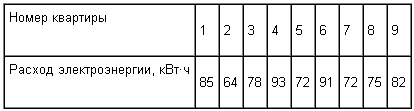 Номер квартиры 1 2 3 4 5 6 7 8 9
Расход электроэнергии, кВт·ч 85 64 78 93 72 91 72 75 82